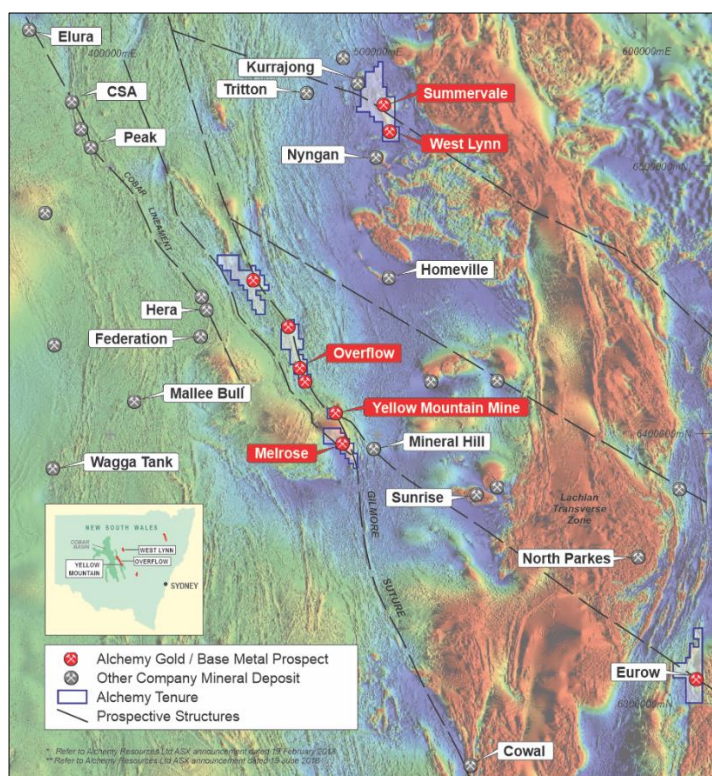 Elura
400000mE
500000mE
600000mE
Kurrajong
CSA
Tritton
Summervale
Peak
West Lynn
Nyngan
6500000mN
COBAR
LINEAMENT
Homeville
Hera
Federation
Overflow
Mallee Bull
Yellow Mountain Mine
6400000mN
Melrose
Mineral Hill
Wagga Tank
Sunrise
GILMORE
SUTURE
Lachlan
Transverse
Zone
North Parkes
NEW SOUTH WALES
COBAR
BASIN
WEST LYNN
OVERFLOW
YELLOW
MOUNTAIN
SYDNEY
Eurow
6300000mN
Alchemy Gold / Base Metal Prospect
Other Company Mineral Deposit
Alchemy Tenure
Prospective Structures
Cowal
* Refer to Alchemy Resources Ltd ASX announcement dated February
** Refer to Alchemy Resources Ltd ASX announcement dated June